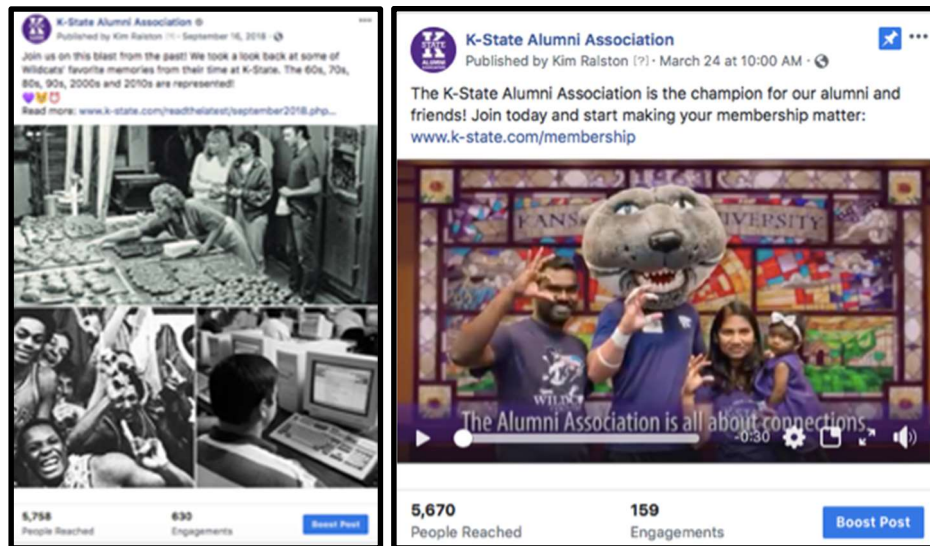 K-State Alumni Association
Published by Kim Ralston [?] · September 16, 2018 ·
Join us on this blast from the past! We took a look back at some of
Wildcats' favorite memories from their time at K-State. The 60s, 70s,
80s, 90s, 2000s and 2010s are represented!
💜😻⏰
Read more: www.k-state.com/readthelatest/september2018.php...
5,758
People Reached
630
Engagements
Boost Post
K
STATE
ALUMNI
ASSOCIATION
K-State Alumni Association
Published by Kim Ralston [?] · March 24 at 10:00 AM ·
The K-State Alumni Association is the champion for our alumni and
friends! Join today and start making your membership matter:
www.k-state.com/membership
KANS
UNIVERSITY
WILDC
The Alumni Association is all about connections.
-0:30
5,670
People Reached
159
Engagements
Boost Post